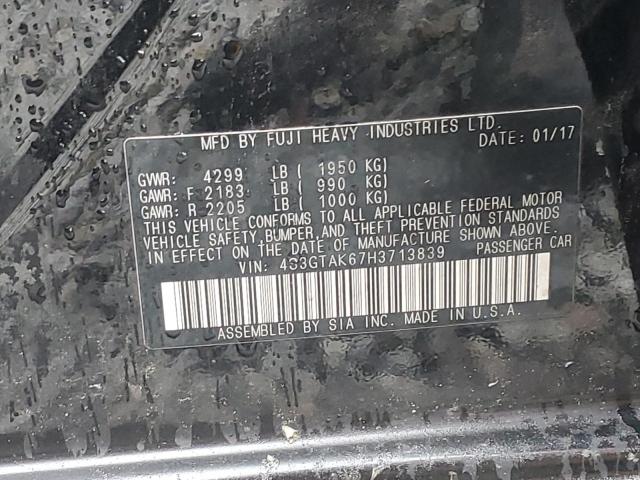 MFD BY FUJI HEAVY INDUSTRIES LTD.
DATE: 01/17
GVWR: 4299 LB ( 1950 KG)
GAWR: F 2183 LB ( 990 KG)
GAWR: R 2205 LB ( 1000 KG)
THIS VEHICLE CONFORMS TO ALL APPLICABLE FEDERAL MOTOR
VEHICLE SAFETY, BUMPER, AND THEFT PREVENTION STANDARDS
IN EFFECT ON THE DATE OF MANUFACTURE SHOWN ABOVE.
VIN: 4S3GTAK67H3713839 PASSENGER CAR
ASSEMBLED BY SIA INC. MADE IN U.S.A.